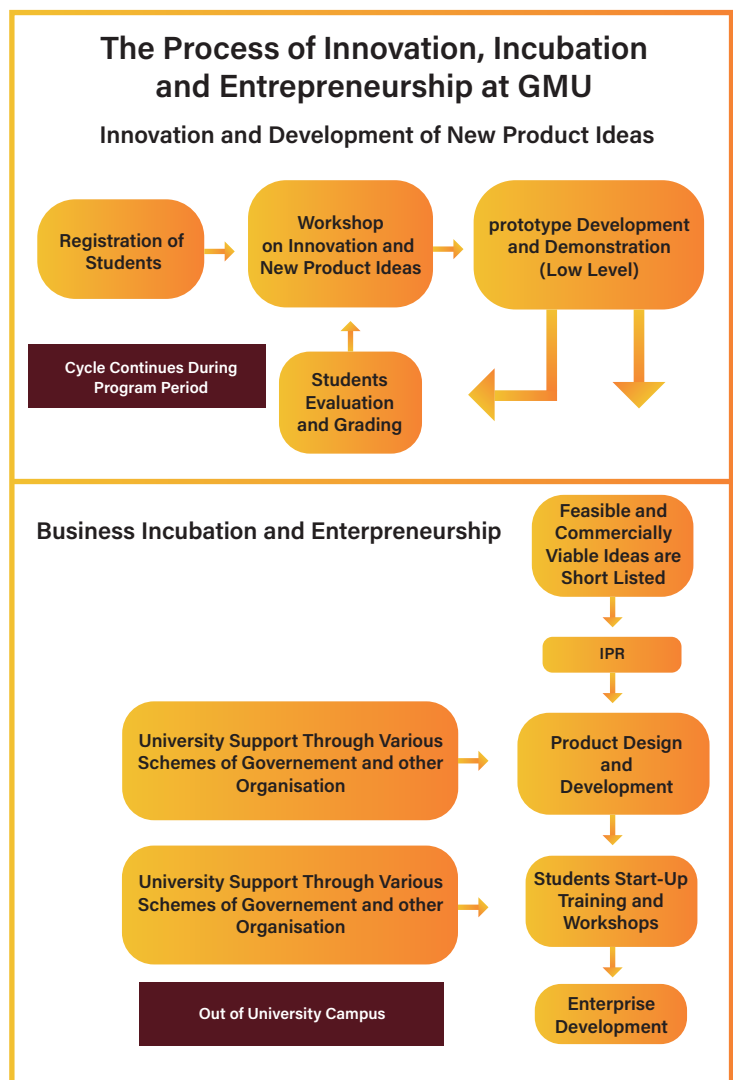 The Process of Innovation, Incubation
and Entrepreneurship at GMU
Innovation and Development of New Product Ideas
Registration of
Students
Workshop
on Innovation and
New Product Ideas
prototype Development
and Demonstration
(Low Level)
Cycle Continues During
Program Period
Students
Evaluation
and Grading
Business Incubation and Enterpreneurship
Feasible and
Commercially
Viable Ideas are
Short Listed
IPR
University Support Through Various
Schemes of Governement and other
Organisation
Product Design
and
Development
University Support Through Various
Schemes of Governement and other
Organisation
Students Start-Up
Training and
Workshops
Out of University Campus
Enterprise
Development